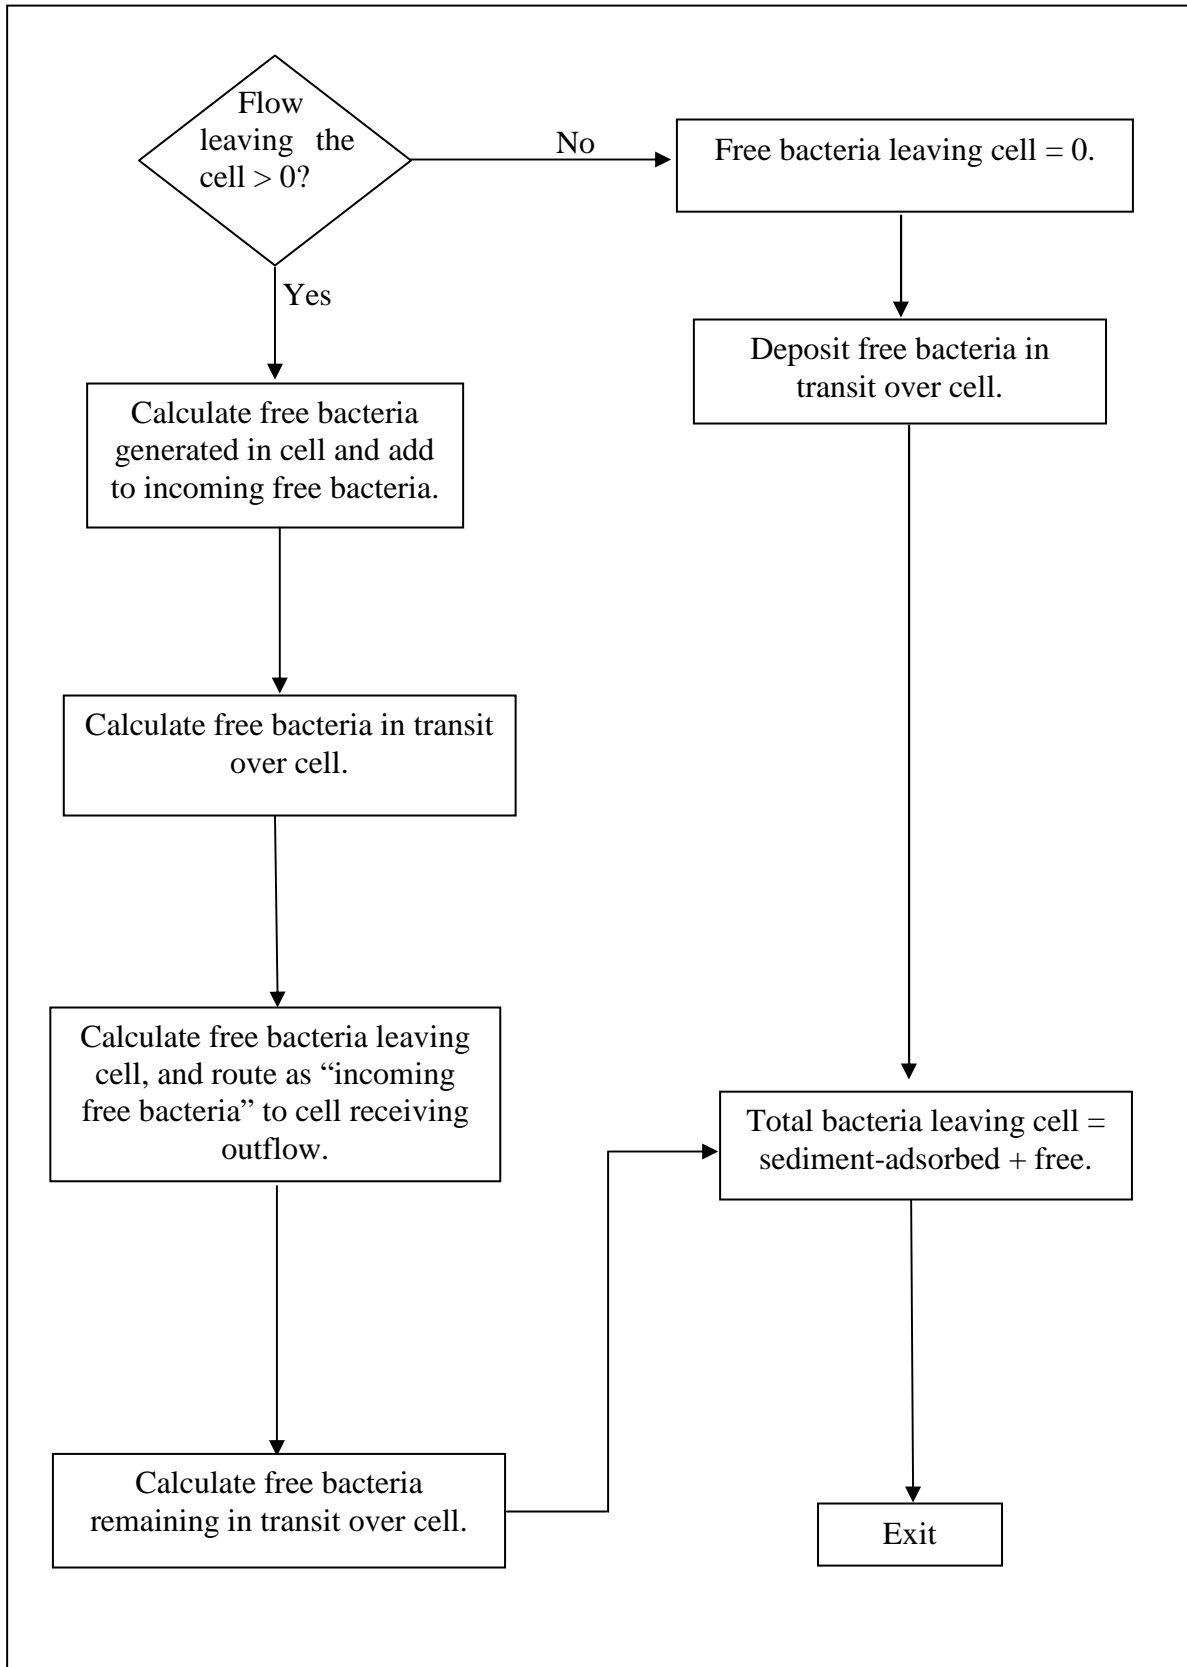 Flow
leaving the
cell > 0?
No
Free bacteria leaving cell = 0.
Yes
Deposit free bacteria in
transit over cell.
Calculate free bacteria
generated in cell and add
to incoming free bacteria.
Calculate free bacteria in transit
over cell.
Calculate free bacteria leaving
cell, and route as “incoming
free bacteria” to cell receiving
outflow.
Total bacteria leaving cell =
sediment-adsorbed + free.
Calculate free bacteria
remaining in transit over cell.
Exit